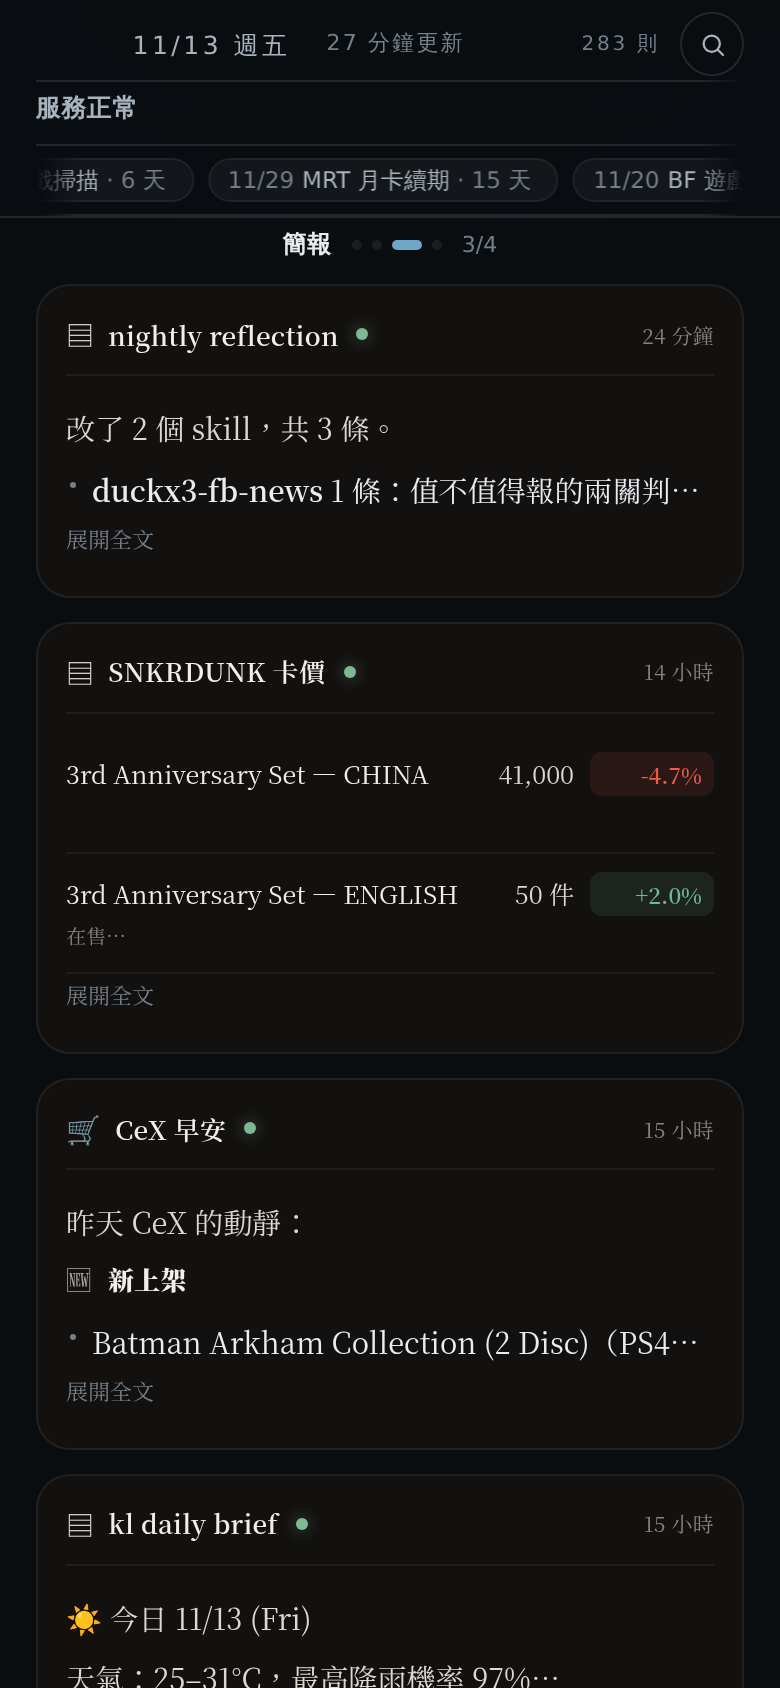 11/13 週五 27 分鐘更新 283 則
服務正常
掃描 · 6 天 11/29 MRT 月卡續期 · 15 天 11/20 BF 遊戲
簡報 3/4
nightly reflection 24 分鐘
改了 2 個 skill，共 3 條。
• duckx3-fb-news 1 條：值不值得報的兩關判…
展開全文
SNKRDUNK 卡價 14 小時
3rd Anniversary Set — CHINA 41,000 -4.7%
3rd Anniversary Set — ENGLISH 50 件 +2.0%
在售…
展開全文
CeX 早安 15 小時
昨天 CeX 的動靜：
🆕 新上架
• Batman Arkham Collection (2 Disc)（PS4…
展開全文
kl daily brief 15 小時
☀️ 今日 11/13 (Fri)
天氣：25–31°C，最高降雨機率 97%…